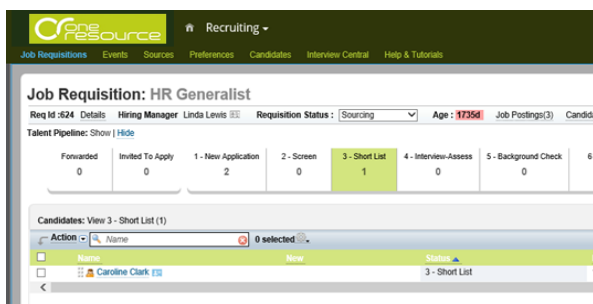 One Resource
Recruiting
Job Requisitions Events Sources Preferences Candidates Interview Central Help & Tutorials
Job Requisition: HR Generalist
Req Id :624 Details Hiring Manager Linda Lewis Requisition Status : Sourcing Age : 1735d Job Postings(3) Candida
Talent Pipeline: Show | Hide
Forwarded Invited To Apply 1 - New Application 2 - Screen 3 - Short List 4 - Interview-Assess 5 - Background Check 6
0 0 2 0 1 0 0
Candidates: View 3 - Short List (1)
Action Name 0 selected
Name New Status
Caroline Clark 3 - Short List